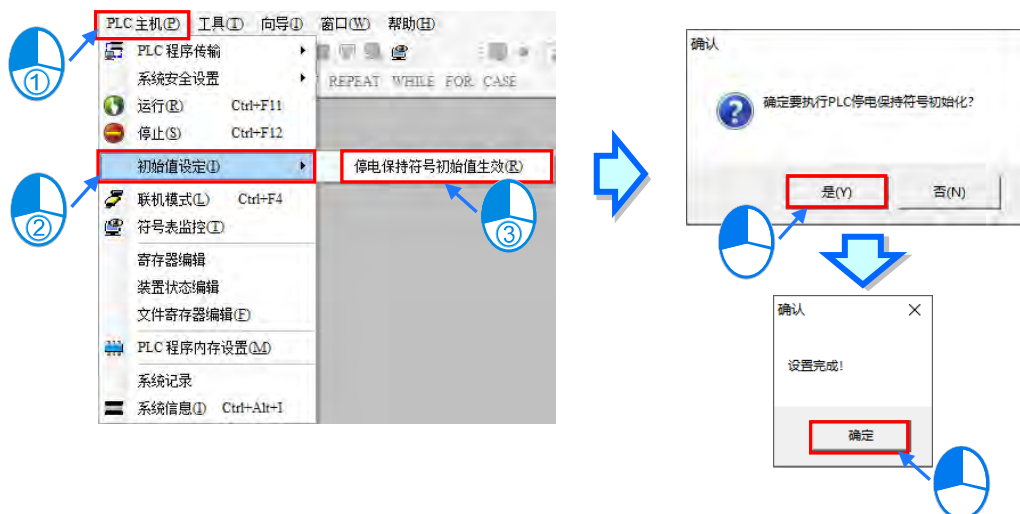 PLC 主机(P) 工具(T) 向导(I) 窗口(W) 帮助(H)
①
PLC 程序传输
系统安全设置
REPEAT WHILE FOR CASE
运行(R) Ctrl+F11
停止(S) Ctrl+F12
初始值设定(I)
停电保持符号初始值生效(R)
②
③
联机模式(L) Ctrl+F4
符号表监控(T)
寄存器编辑
装置状态编辑
文件寄存器编辑(F)
PLC 程序内存设置(M)
系统记录
系统信息(I) Ctrl+Alt+I
确认
确定要执行PLC停电保持符号初始化?
是(Y) 否(N)
确认
设置完成!
确定